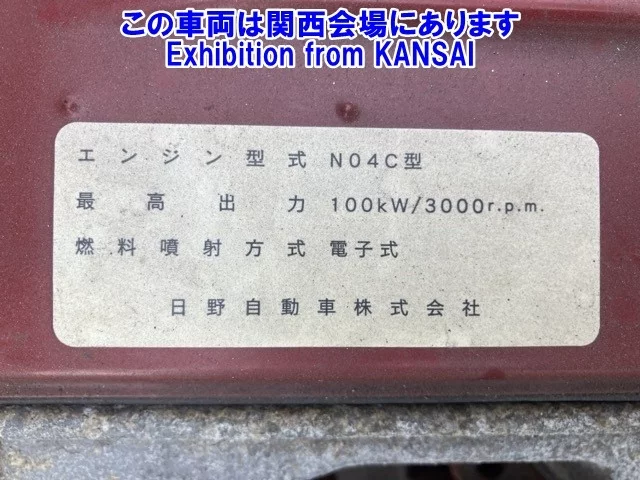 この車両は関西会場にあります
Exhibition from KANSAI
エンジン型式 N04C型
最高出力 100kW/3000r.p.m.
燃料噴射方式 電子式
日野自動車株式会社